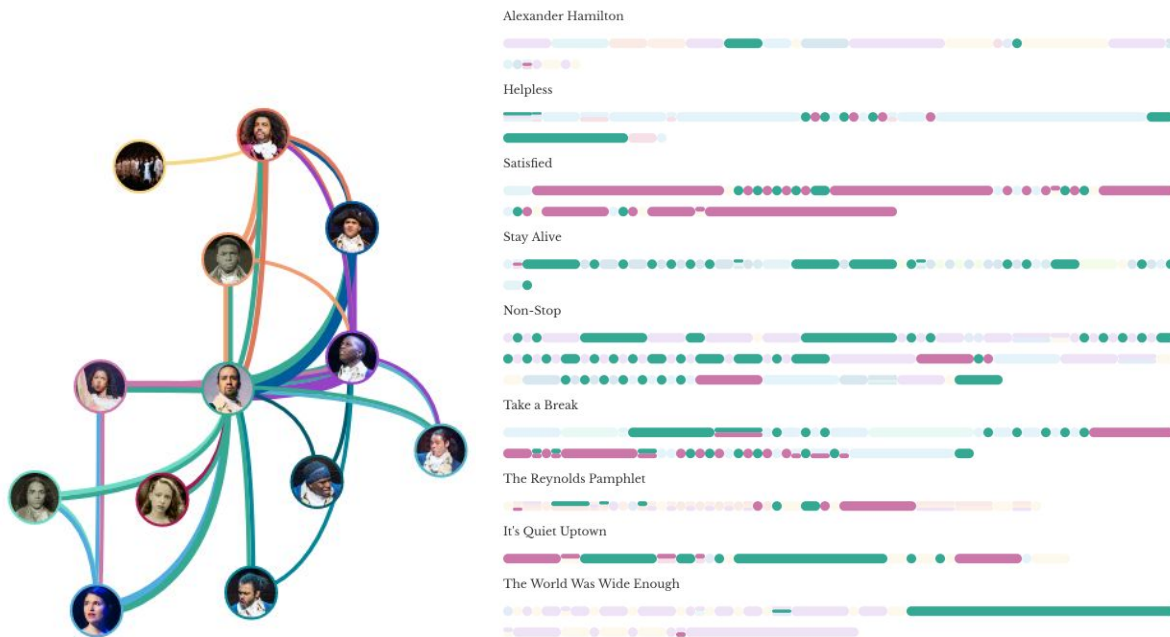 Alexander Hamilton
Helpless
Satisfied
Stay Alive
Non-Stop
Take a Break
The Reynolds Pamphlet
It's Quiet Uptown
The World Was Wide Enough